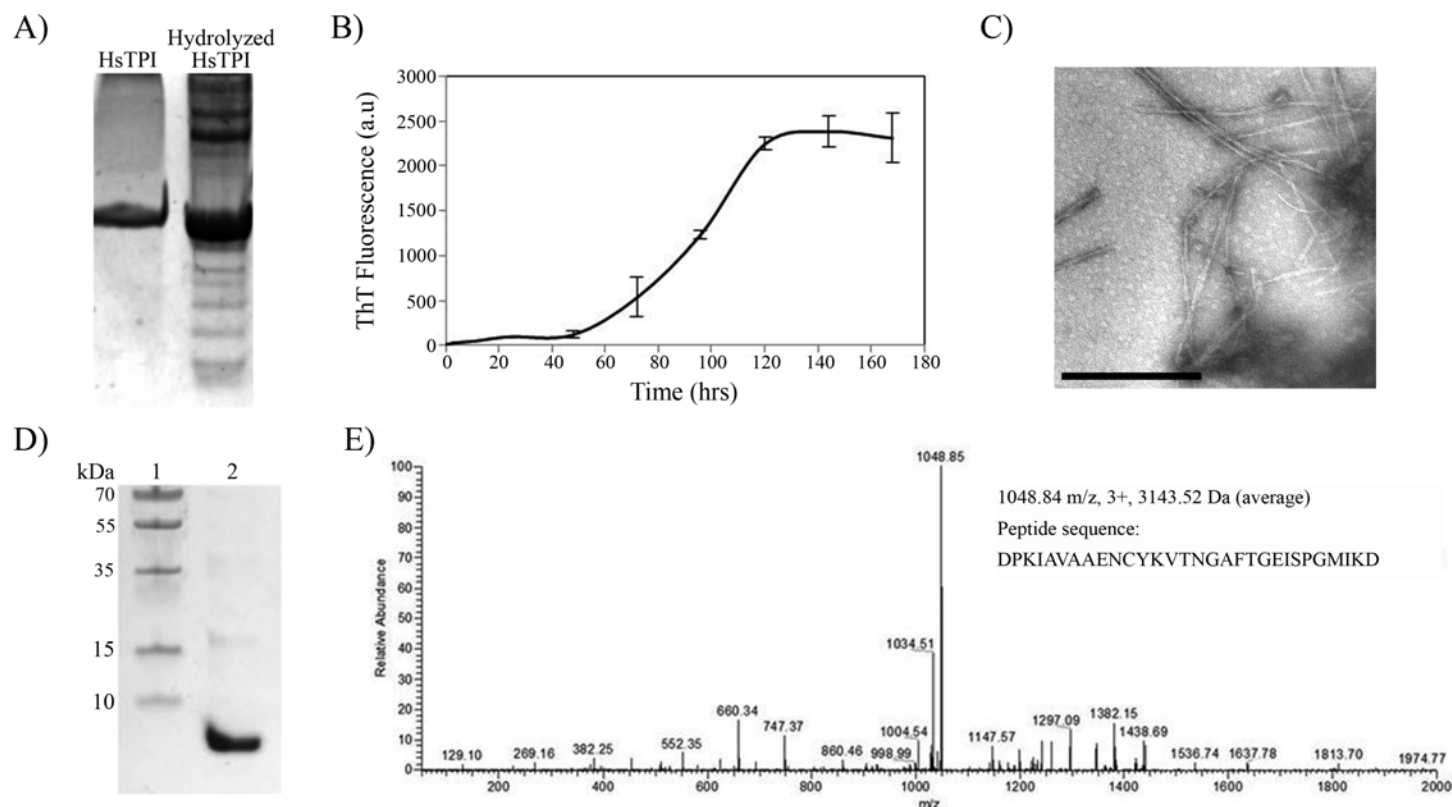 A)
HsTPI
Hydrolyzed
HsTPI
B)
3000
2500
2000
1500
1000
500
0
ThT Fluorescence (a.u)
0 20 40 60 80 100 120 140 160 180
Time (hrs)
C)
D)
kDa 1 2
70
55
35
15
10
E)
100
90
80
70
60
50
40
30
20
10
0
Relative Abundance
1048.85
1034.51
660.34
747.37
1004.54
998.99
129.10
269.16
382.25
552.35
860.46
1147.57
1297.09
1382.15
1438.69
1536.74
1637.78
1813.70
1974.77
200 400 600 800 1000 1200 1400 1600 1800 2000
m/z
1048.84 m/z, 3+, 3143.52 Da (average)
Peptide sequence:
DPKIAVAAENCYKVTNGAFTGEISPGMIKD